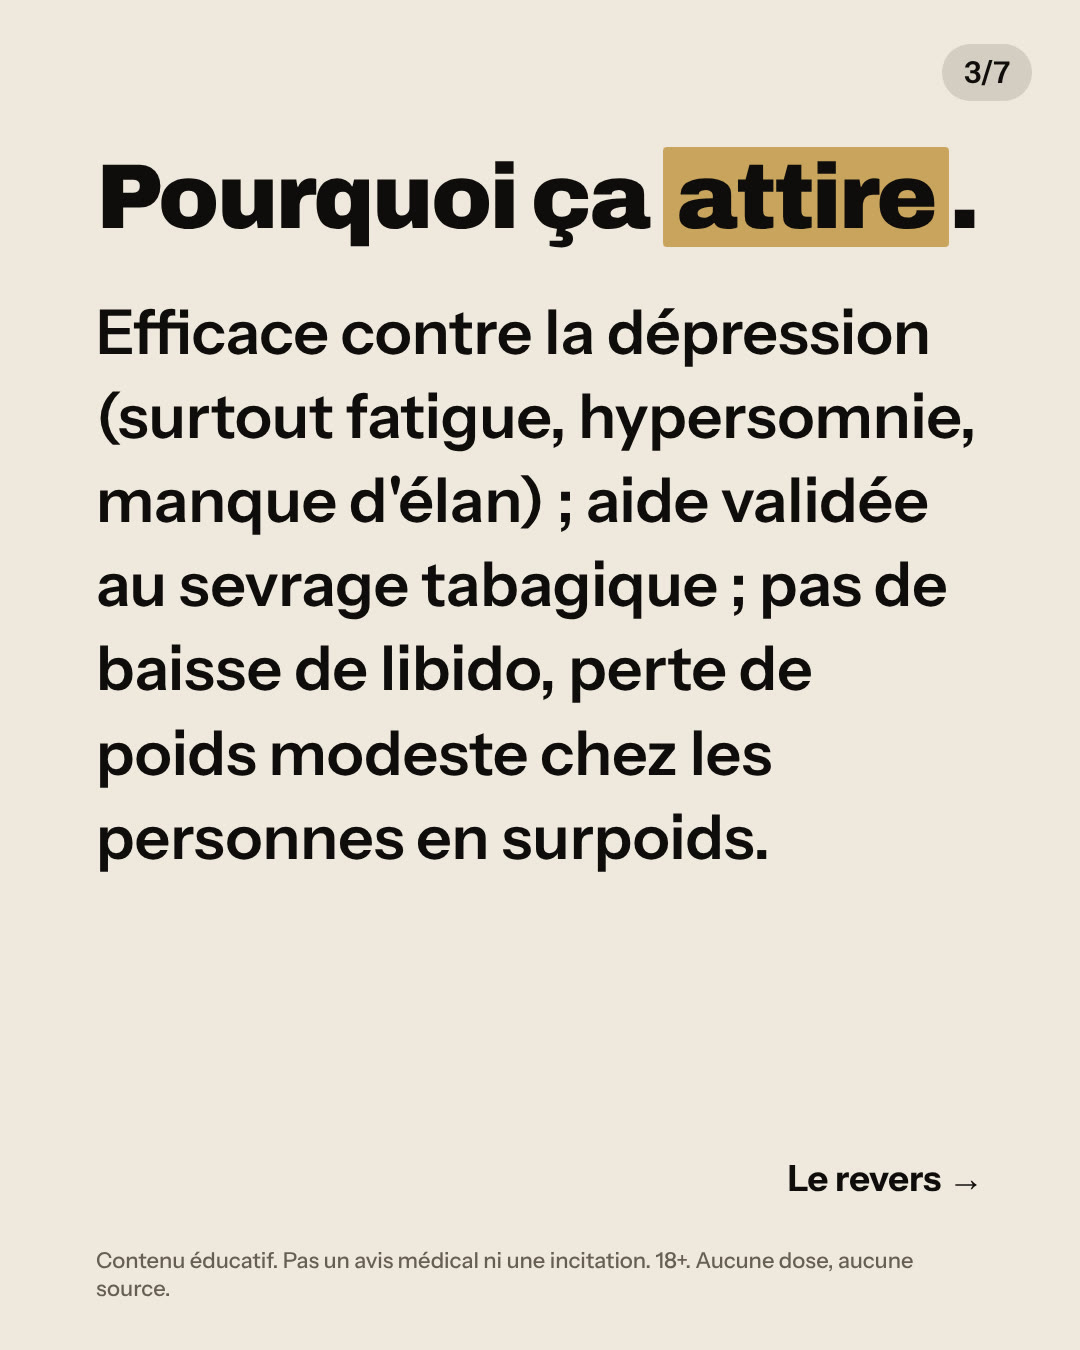 3/7
Pourquoi ça attire.
Efficace contre la dépression
(surtout fatigue, hypersomnie,
manque d'élan) ; aide validée
au sevrage tabagique ; pas de
baisse de libido, perte de
poids modeste chez les
personnes en surpoids.
Le revers →
Contenu éducatif. Pas un avis médical ni une incitation. 18+. Aucune dose, aucune
source.